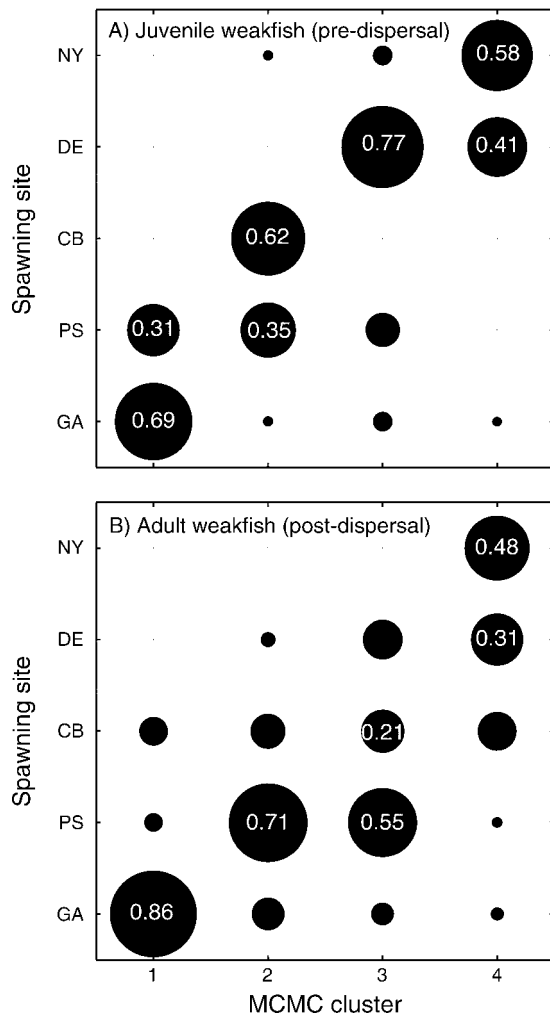 A) Juvenile weakfish (pre-dispersal)
NY
0.58
DE
0.77
0.41
CB
0.62
PS
0.31
0.35
GA
0.69
Spawning site
B) Adult weakfish (post-dispersal)
NY
0.48
DE
0.31
CB
0.21
PS
0.71
0.55
GA
0.86
Spawning site
1 2 3 4
MCMC cluster